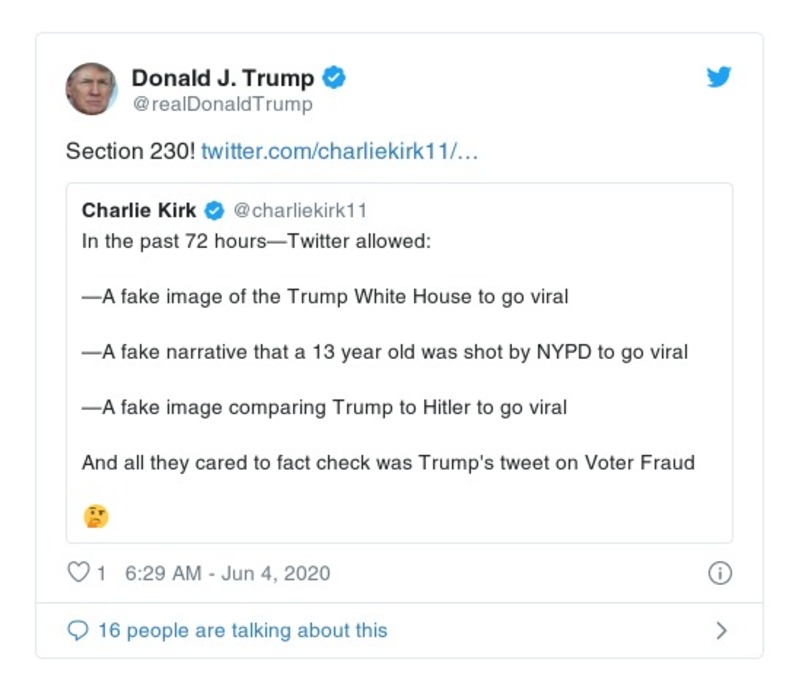 Donald J. Trump
@realDonaldTrump
Section 230! twitter.com/charliekirk11/…
Charlie Kirk @charliekirk11
In the past 72 hours—Twitter allowed:
—A fake image of the Trump White House to go viral
—A fake narrative that a 13 year old was shot by NYPD to go viral
—A fake image comparing Trump to Hitler to go viral
And all they cared to fact check was Trump's tweet on Voter Fraud
🤔
1 6:29 AM - Jun 4, 2020
16 people are talking about this